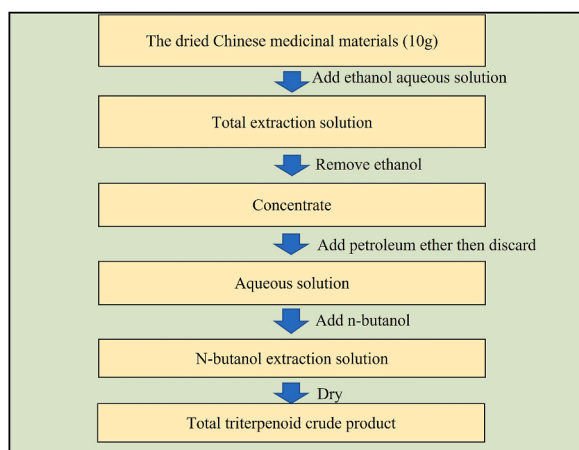 The dried Chinese medicinal materials (10g)
Add ethanol aqueous solution
Total extraction solution
Remove ethanol
Concentrate
Add petroleum ether then discard
Aqueous solution
Add n-butanol
N-butanol extraction solution
Dry
Total triterpenoid crude product